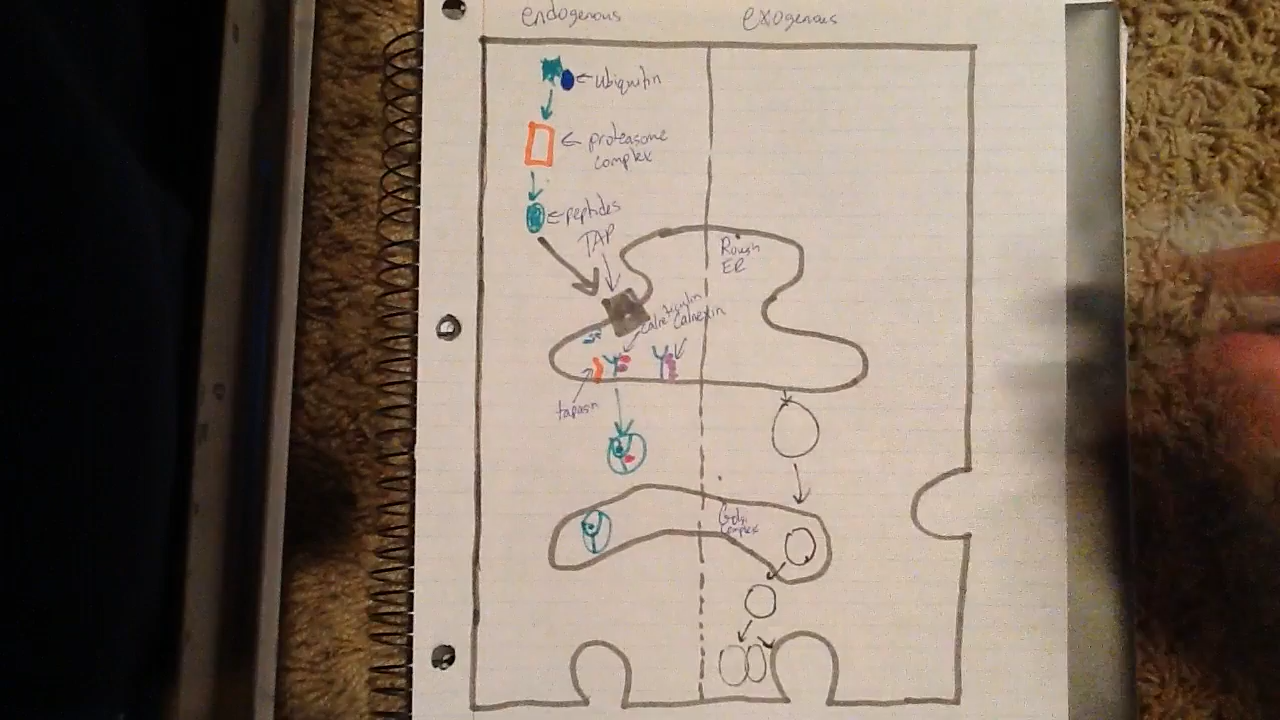 endogenous
exogenous
ubiquitin
proteasome
complex
peptides
TAP
Rough
ER
calreticulin
calnexin
tapasin
Golgi
Complex